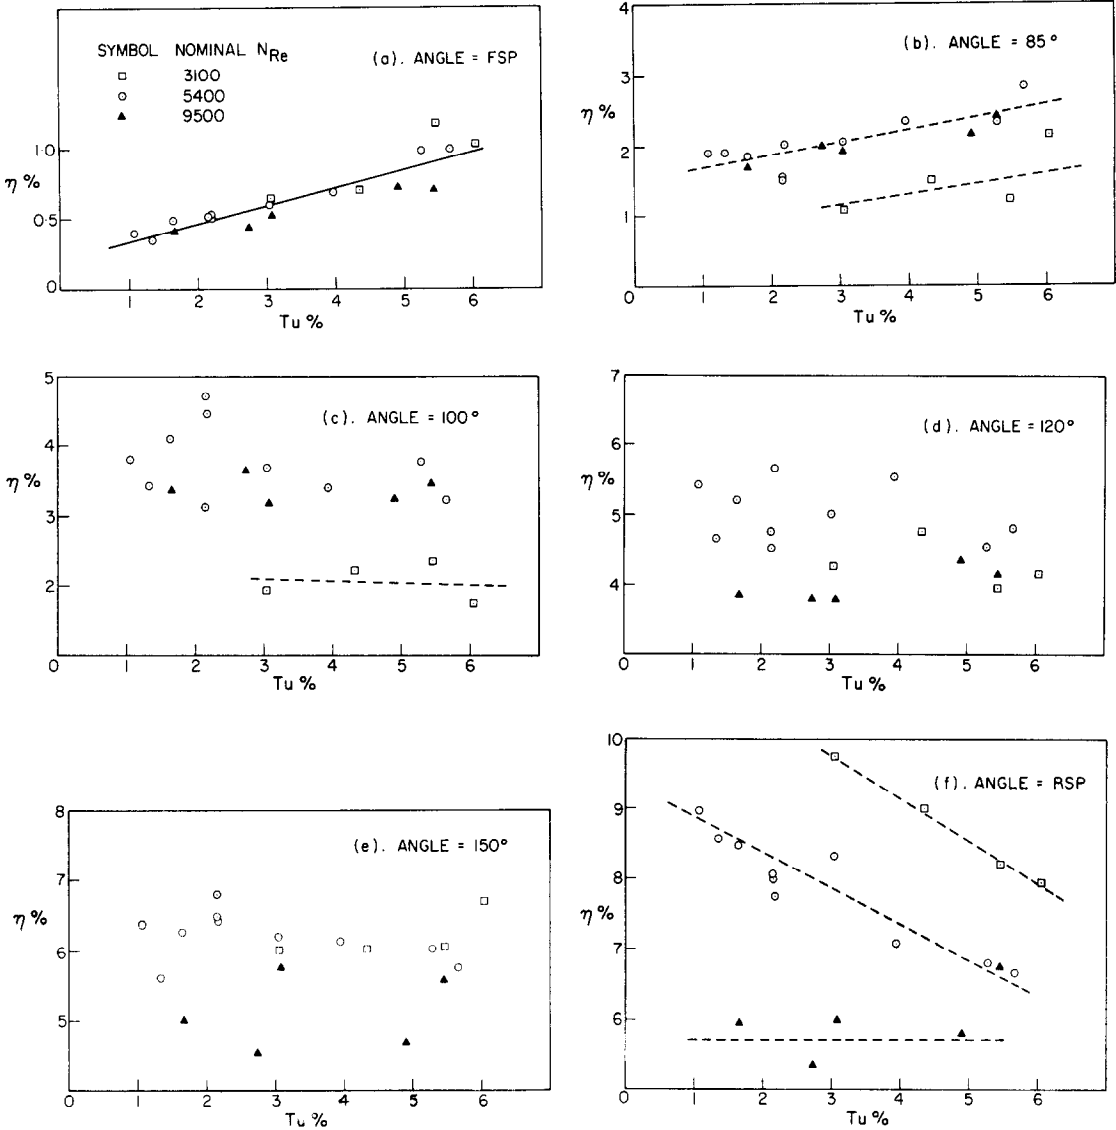 SYMBOL NOMINAL N_Re
3100
5400
9500
(a). ANGLE = FSP
1·0
η %
0·5
0
1 2 3 4 5 6
Tu %
4
(b). ANGLE = 85°
3
η %
2
1
0 1 2 3 4 5 6
Tu %
5
(c). ANGLE = 100°
4
η %
3
2
0 1 2 3 4 5 6
Tu %
7
(d). ANGLE = 120°
6
η %
5
4
0 1 2 3 4 5 6
Tu %
8
(e). ANGLE = 150°
7
η %
6
5
0 1 2 3 4 5 6
Tu %
10
(f). ANGLE = RSP
9
8
η %
7
6
0 1 2 3 4 5 6
Tu %